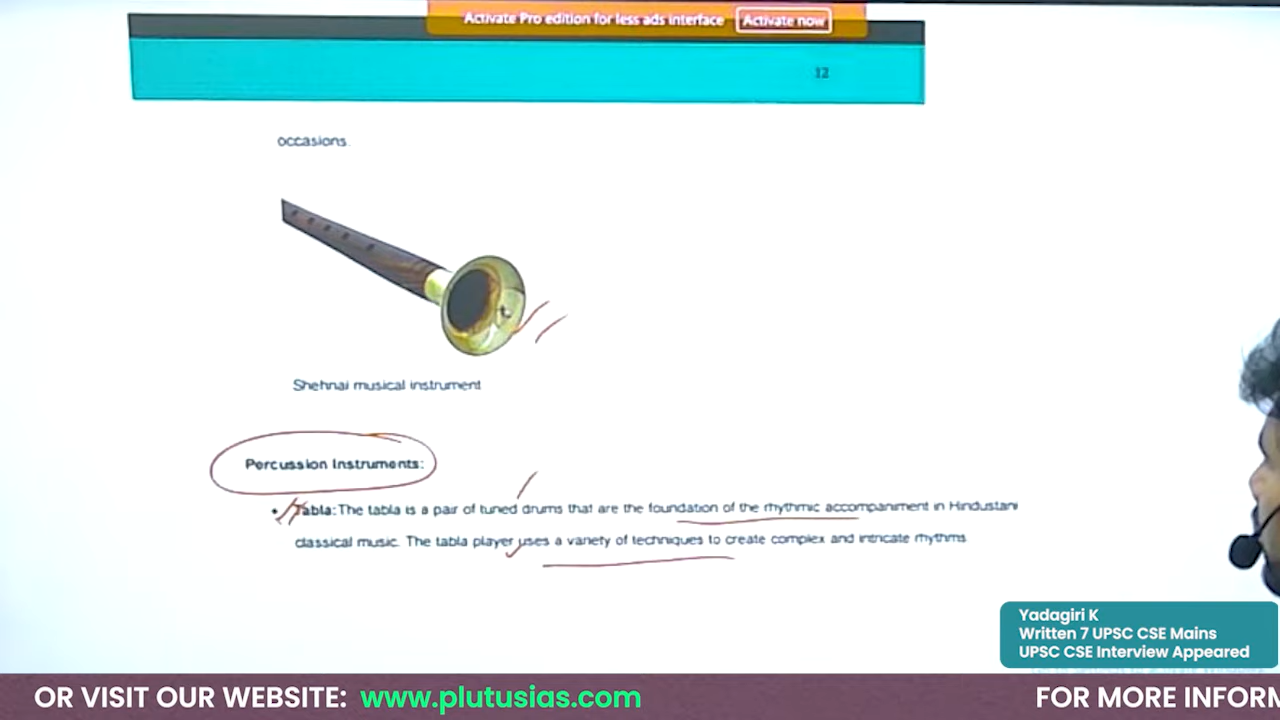 Activate Pro edition for less ads interface Activate now
12
occasions.
Shehnai musical instrument
Percussion Instruments:
• Tabla: The tabla is a pair of tuned drums that are the foundation of the rhythmic accompaniment in Hindustani
classical music. The tabla player uses a variety of techniques to create complex and intricate rhythms
Yadagiri K
Written 7 UPSC CSE Mains
UPSC CSE Interview Appeared
OR VISIT OUR WEBSITE: www.plutusias.com
FOR MORE INFORM